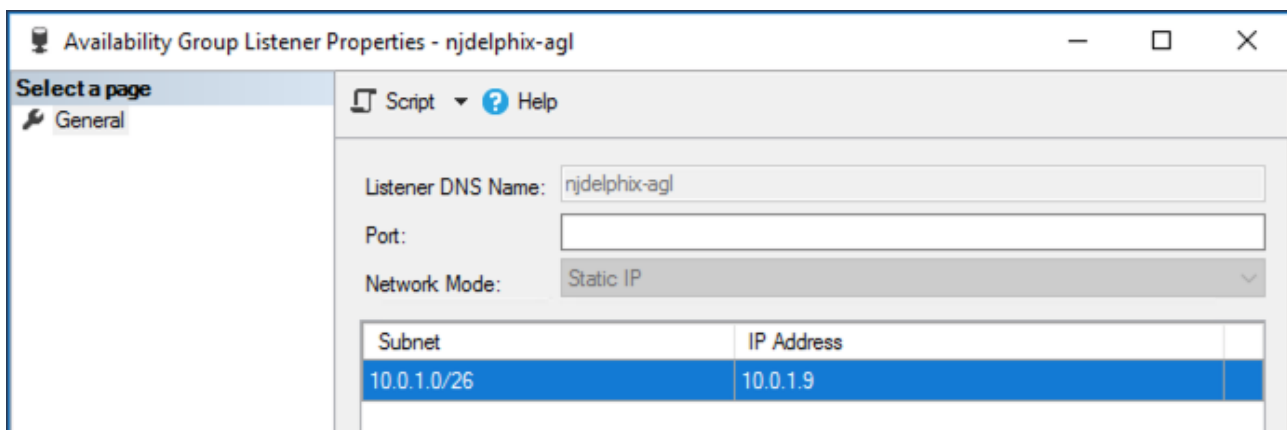 Availability Group Listener Properties - njdelphix-agl
Select a page
General
Script ? Help
Listener DNS Name: njdelphix-agl
Port:
Network Mode: Static IP
Subnet IP Address
10.0.1.0/26 10.0.1.9